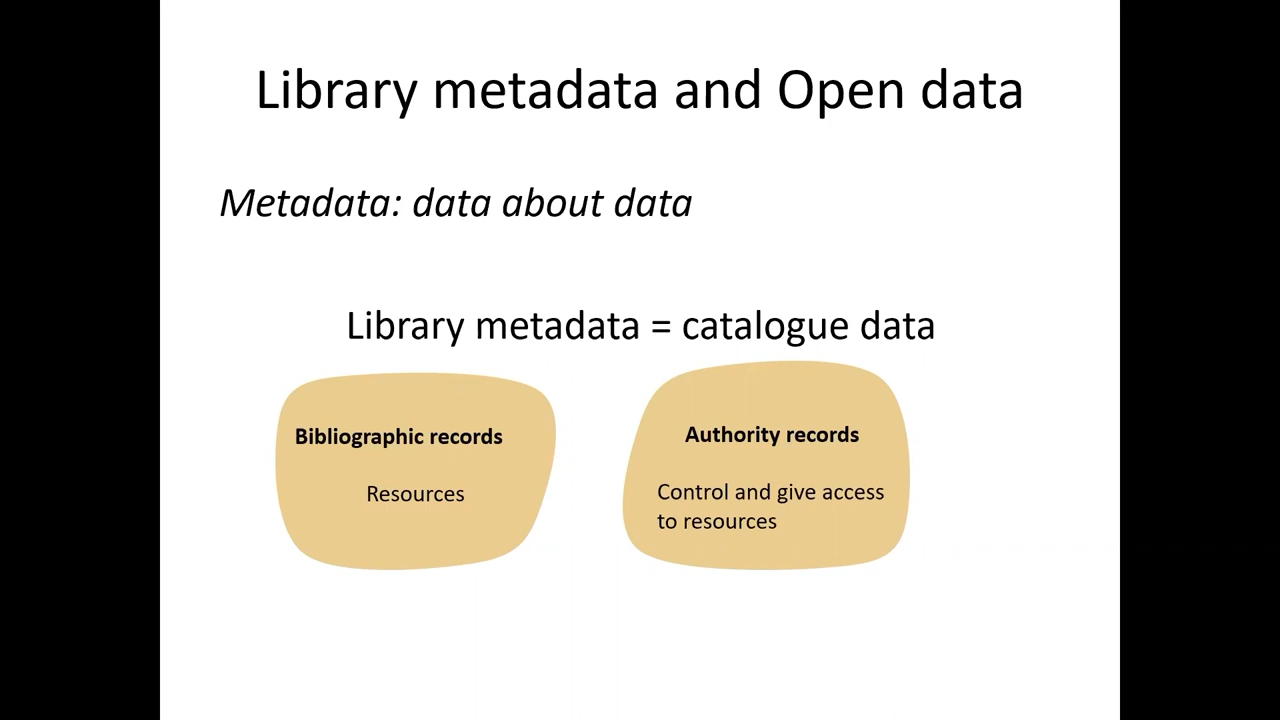 Library metadata and Open data
Metadata: data about data
Library metadata = catalogue data
Bibliographic records
Resources
Authority records
Control and give access
to resources